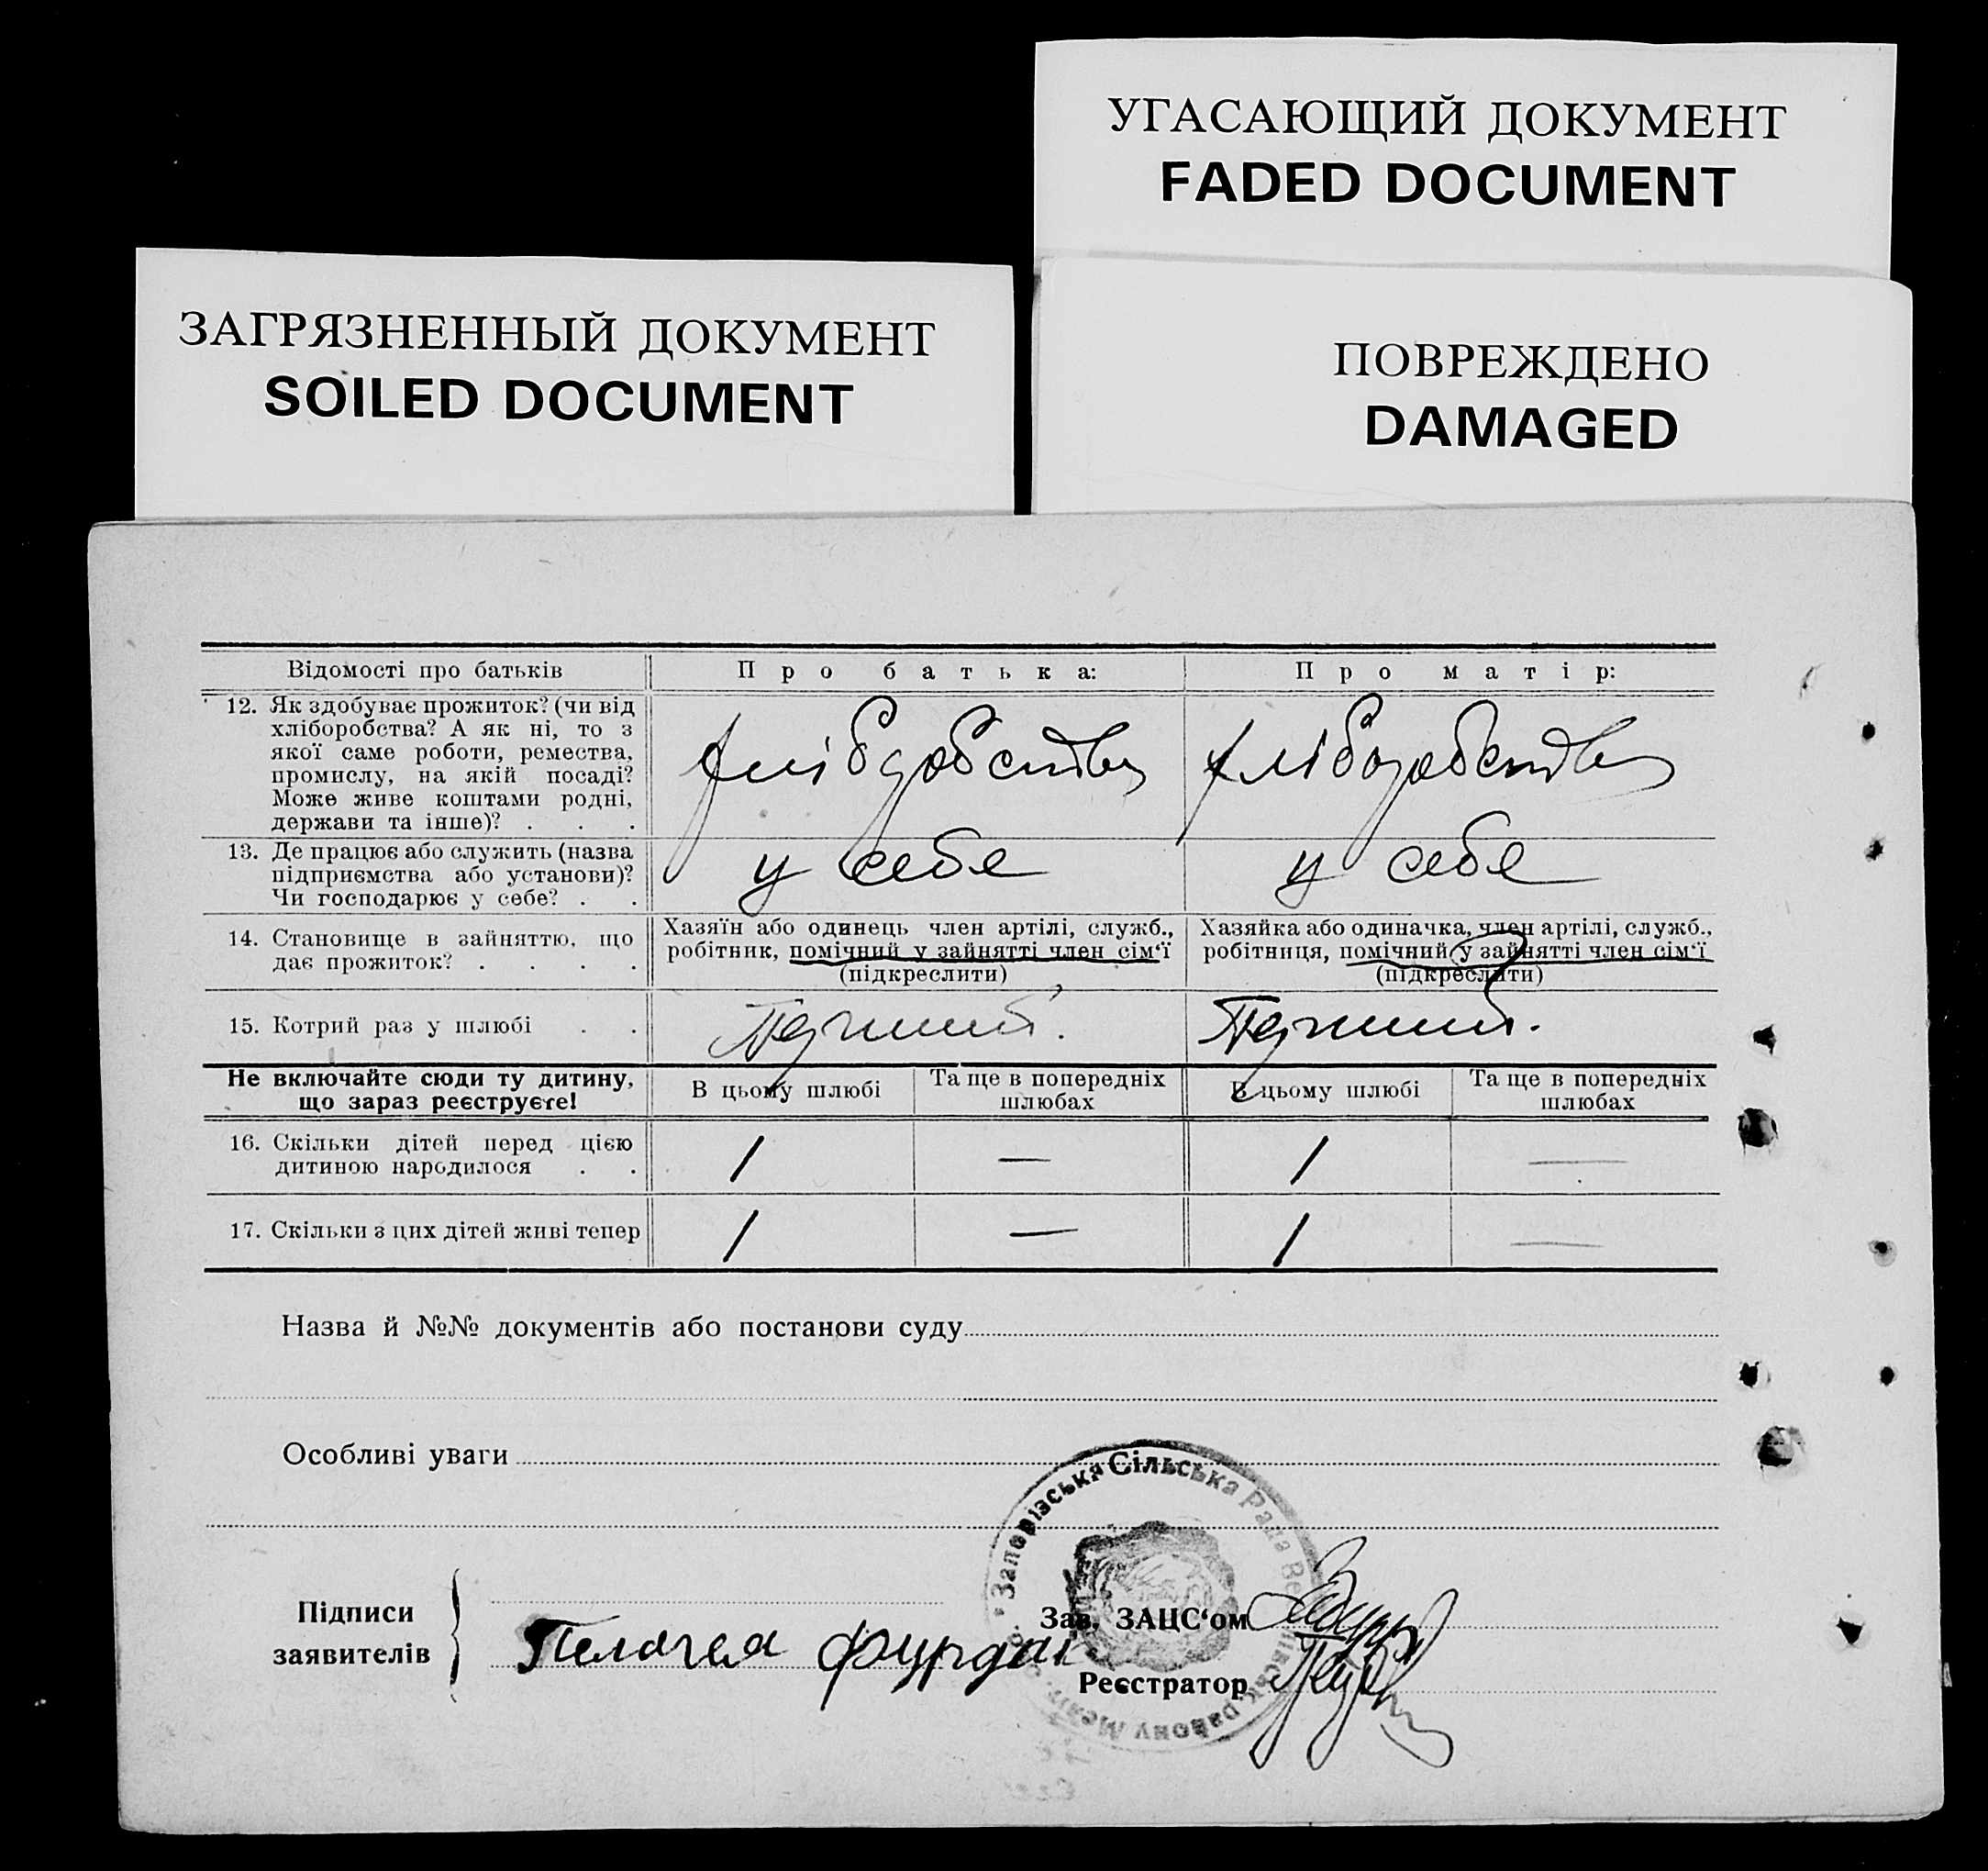 УГАСАЮЩИЙ ДОКУМЕНТ
FADED DOCUMENT
ЗАГРЯЗНЕННЫЙ ДОКУМЕНТ
SOILED DOCUMENT
ПОВРЕЖДЕНО
DAMAGED
Відомості про батьків
Про батька:
Про матір:
12. Як здобуває прожиток? (чи від
хліборобства? А як ні, то з
якої саме роботи, ремества,
промислу, на якій посаді?
Може живе коштами родні,
держави та інше)? . . .
хліборобство
хліборобство
13. Де працює або служить (назва
підприємства або установи)?
Чи господарює у себе? . .
у себе
у себе
14. Становище в зайняттю, що
дає прожиток? . . . .
Хазяїн або одинець член артілі, служб.,
робітник, помічний у зайнятті член сім‘ї
(підкреслити)
Хазяйка або одиначка, член артілі, служб.,
робітниця, помічний у зайнятті член сім‘ї
(підкреслити)
15. Котрий раз у шлюбі . .
Перший.
Перший.
Не включайте сюди ту дитину,
що зараз реєструєте!
В цьому шлюбі
Та ще в попередніх
шлюбах
В цьому шлюбі
Та ще в попередніх
шлюбах
16. Скільки дітей перед цією
дитиною народилося . .
1
—
1
—
17. Скільки з цих дітей живі тепер
1
—
1
—
Назва й №№ документів або постанови суду
Особливі уваги
Запорізська Сільська Рада
району
Підписи
заявителів
Пелагея Фурдак
Зав. ЗАЦС‘ом
Реєстратор